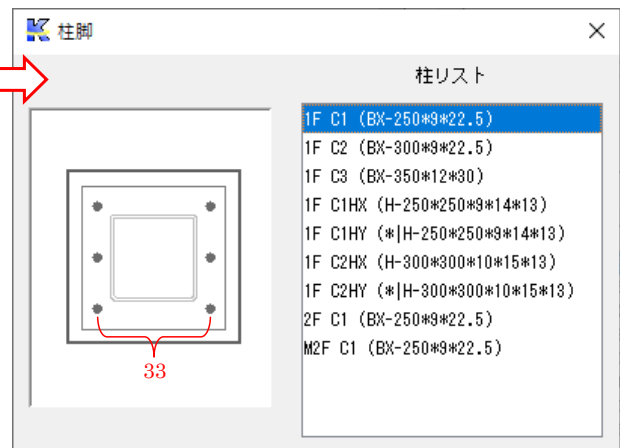 柱脚
柱リスト
1F C1 (BX-250*9*22.5)
1F C2 (BX-300*9*22.5)
1F C3 (BX-350*12*30)
1F C1HX (H-250*250*9*14*13)
1F C1HY (*|H-250*250*9*14*13)
1F C2HX (H-300*300*10*15*13)
1F C2HY (*|H-300*300*10*15*13)
2F C1 (BX-250*9*22.5)
M2F C1 (BX-250*9*22.5)
33